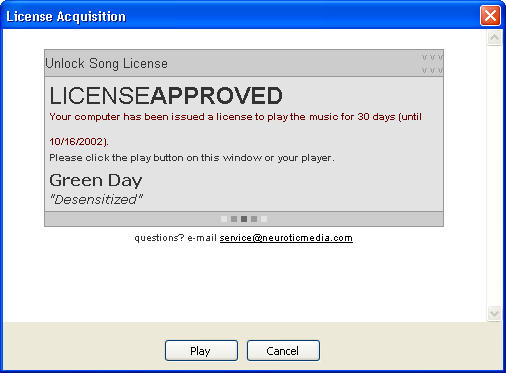 License Acquisition
Unlock Song License
LICENSEAPPROVED
Your computer has been issued a license to play the music for 30 days (until
10/16/2002).
Please click the play button on this window or your player.
Green Day
"Desensitized"
questions? e-mail service@neuroticmedia.com
Play Cancel